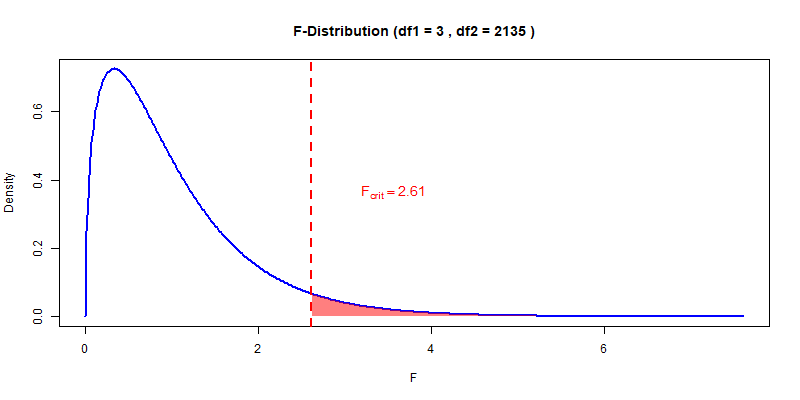 F-Distribution (df1 = 3 , df2 = 2135 )
Density
0.6
0.4
0.2
0.0
Fcrit = 2.61
0 2 4 6
F